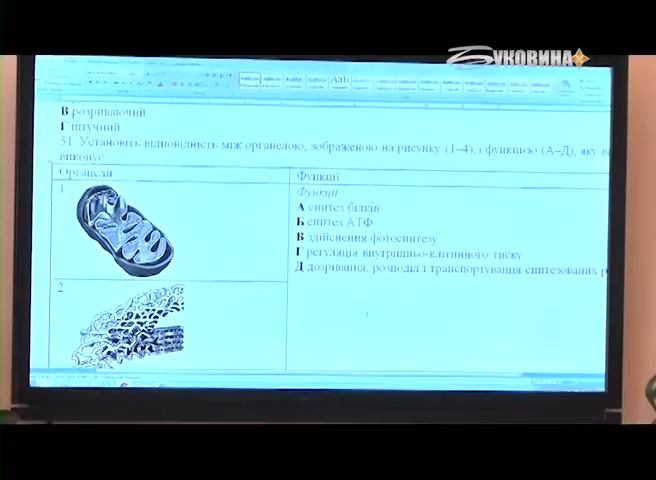 БУКОВИНА
В розриваючий
Г штучний
51. Установіть відповідність між органелою, зображеною на рисунку (1–4), і функцією (А–Д), яку
виконує
Органели
Функції
1
Функції
А синтез білків
Б синтез АТФ
В здійснення фотосинтезу
Г регуляція внутрішньо-клітинного тиску
Д дозрівання, розподіл і транспортування синтезованих
2